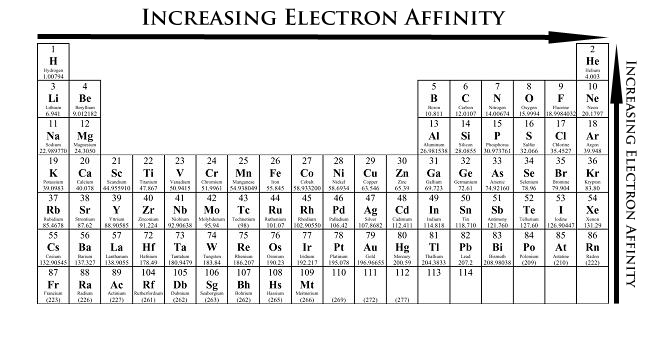 INCREASING ELECTRON AFFINITY
1 2
H He
Hydrogen Helium
1.00794 4.003
3 4 5 6 7 8 9 10
Li Be B C N O F Ne
Lithium Beryllium Boron Carbon Nitrogen Oxygen Fluorine Neon
6.941 9.012182 10.811 12.0107 14.00674 15.9994 18.9984032 20.1797
11 12 13 14 15 16 17 18
Na Mg Al Si P S Cl Ar
Sodium Magnesium Aluminum Silicon Phosphorus Sulfur Chlorine Argon
22.989770 24.3050 26.981538 28.0855 30.973761 32.066 35.4527 39.948
19 20 21 22 23 24 25 26 27 28 29 30 31 32 33 34 35 36
K Ca Sc Ti V Cr Mn Fe Co Ni Cu Zn Ga Ge As Se Br Kr
Potassium Calcium Scandium Titanium Vanadium Chromium Manganese Iron Cobalt Nickel Copper Zinc Gallium Germanium Arsenic Selenium Bromine Krypton
39.0983 40.078 44.955910 47.867 50.9415 51.9961 54.938049 55.845 58.933200 58.6934 63.546 65.39 69.723 72.61 74.92160 78.96 79.904 83.80
37 38 39 40 41 42 43 44 45 46 47 48 49 50 51 52 53 54
Rb Sr Y Zr Nb Mo Tc Ru Rh Pd Ag Cd In Sn Sb Te I Xe
Rubidium Strontium Yttrium Zirconium Niobium Molybdenum Technetium Ruthenium Rhodium Palladium Silver Cadmium Indium Tin Antimony Tellurium Iodine Xenon
85.4678 87.62 88.90585 91.224 92.90638 95.94 (98) 101.07 102.90550 106.42 107.8682 112.411 114.818 118.710 121.760 127.60 126.90447 131.29
55 56 57 72 73 74 75 76 77 78 79 80 81 82 83 84 85 86
Cs Ba La Hf Ta W Re Os Ir Pt Au Hg Tl Pb Bi Po At Rn
Cesium Barium Lanthanum Hafnium Tantalum Tungsten Rhenium Osmium Iridium Platinum Gold Mercury Thallium Lead Bismuth Polonium Astatine Radon
132.90545 137.327 138.9055 178.49 180.9479 183.84 186.207 190.23 192.217 195.078 196.96655 200.59 204.3833 207.2 208.98038 (209) (210) (222)
87 88 89 104 105 106 107 108 109 110 111 112 113 114
Fr Ra Ac Rf Db Sg Bh Hs Mt
Francium Radium Actinium Rutherfordium Dubnium Seaborgium Bohrium Hassium Meitnerium
(223) (226) (227) (261) (262) (263) (262) (265) (266) (269) (272) (277)
INCREASING ELECTRON AFFINITY